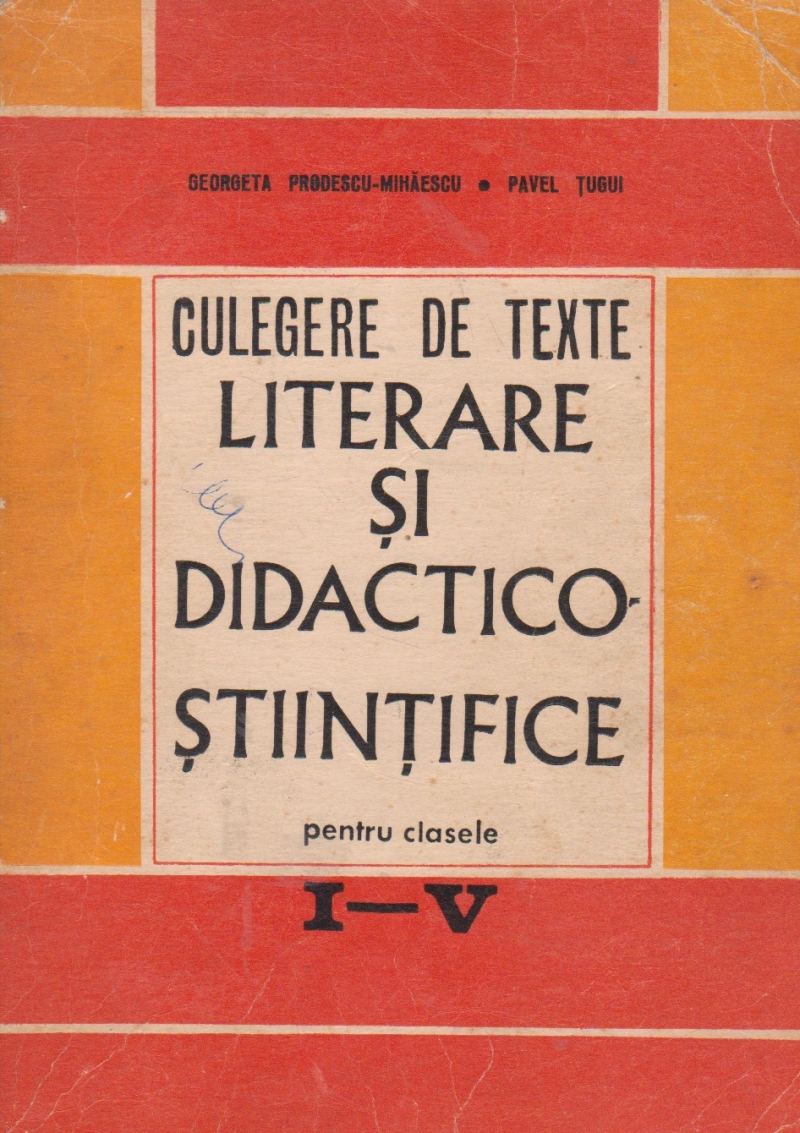 GEORGETA PRODESCU-MIHĂESCU • PAVEL ȚUGUI
CULEGERE DE TEXTE
LITERARE
ȘI
DIDACTICO-
ȘTIINȚIFICE
pentru clasele
I—V